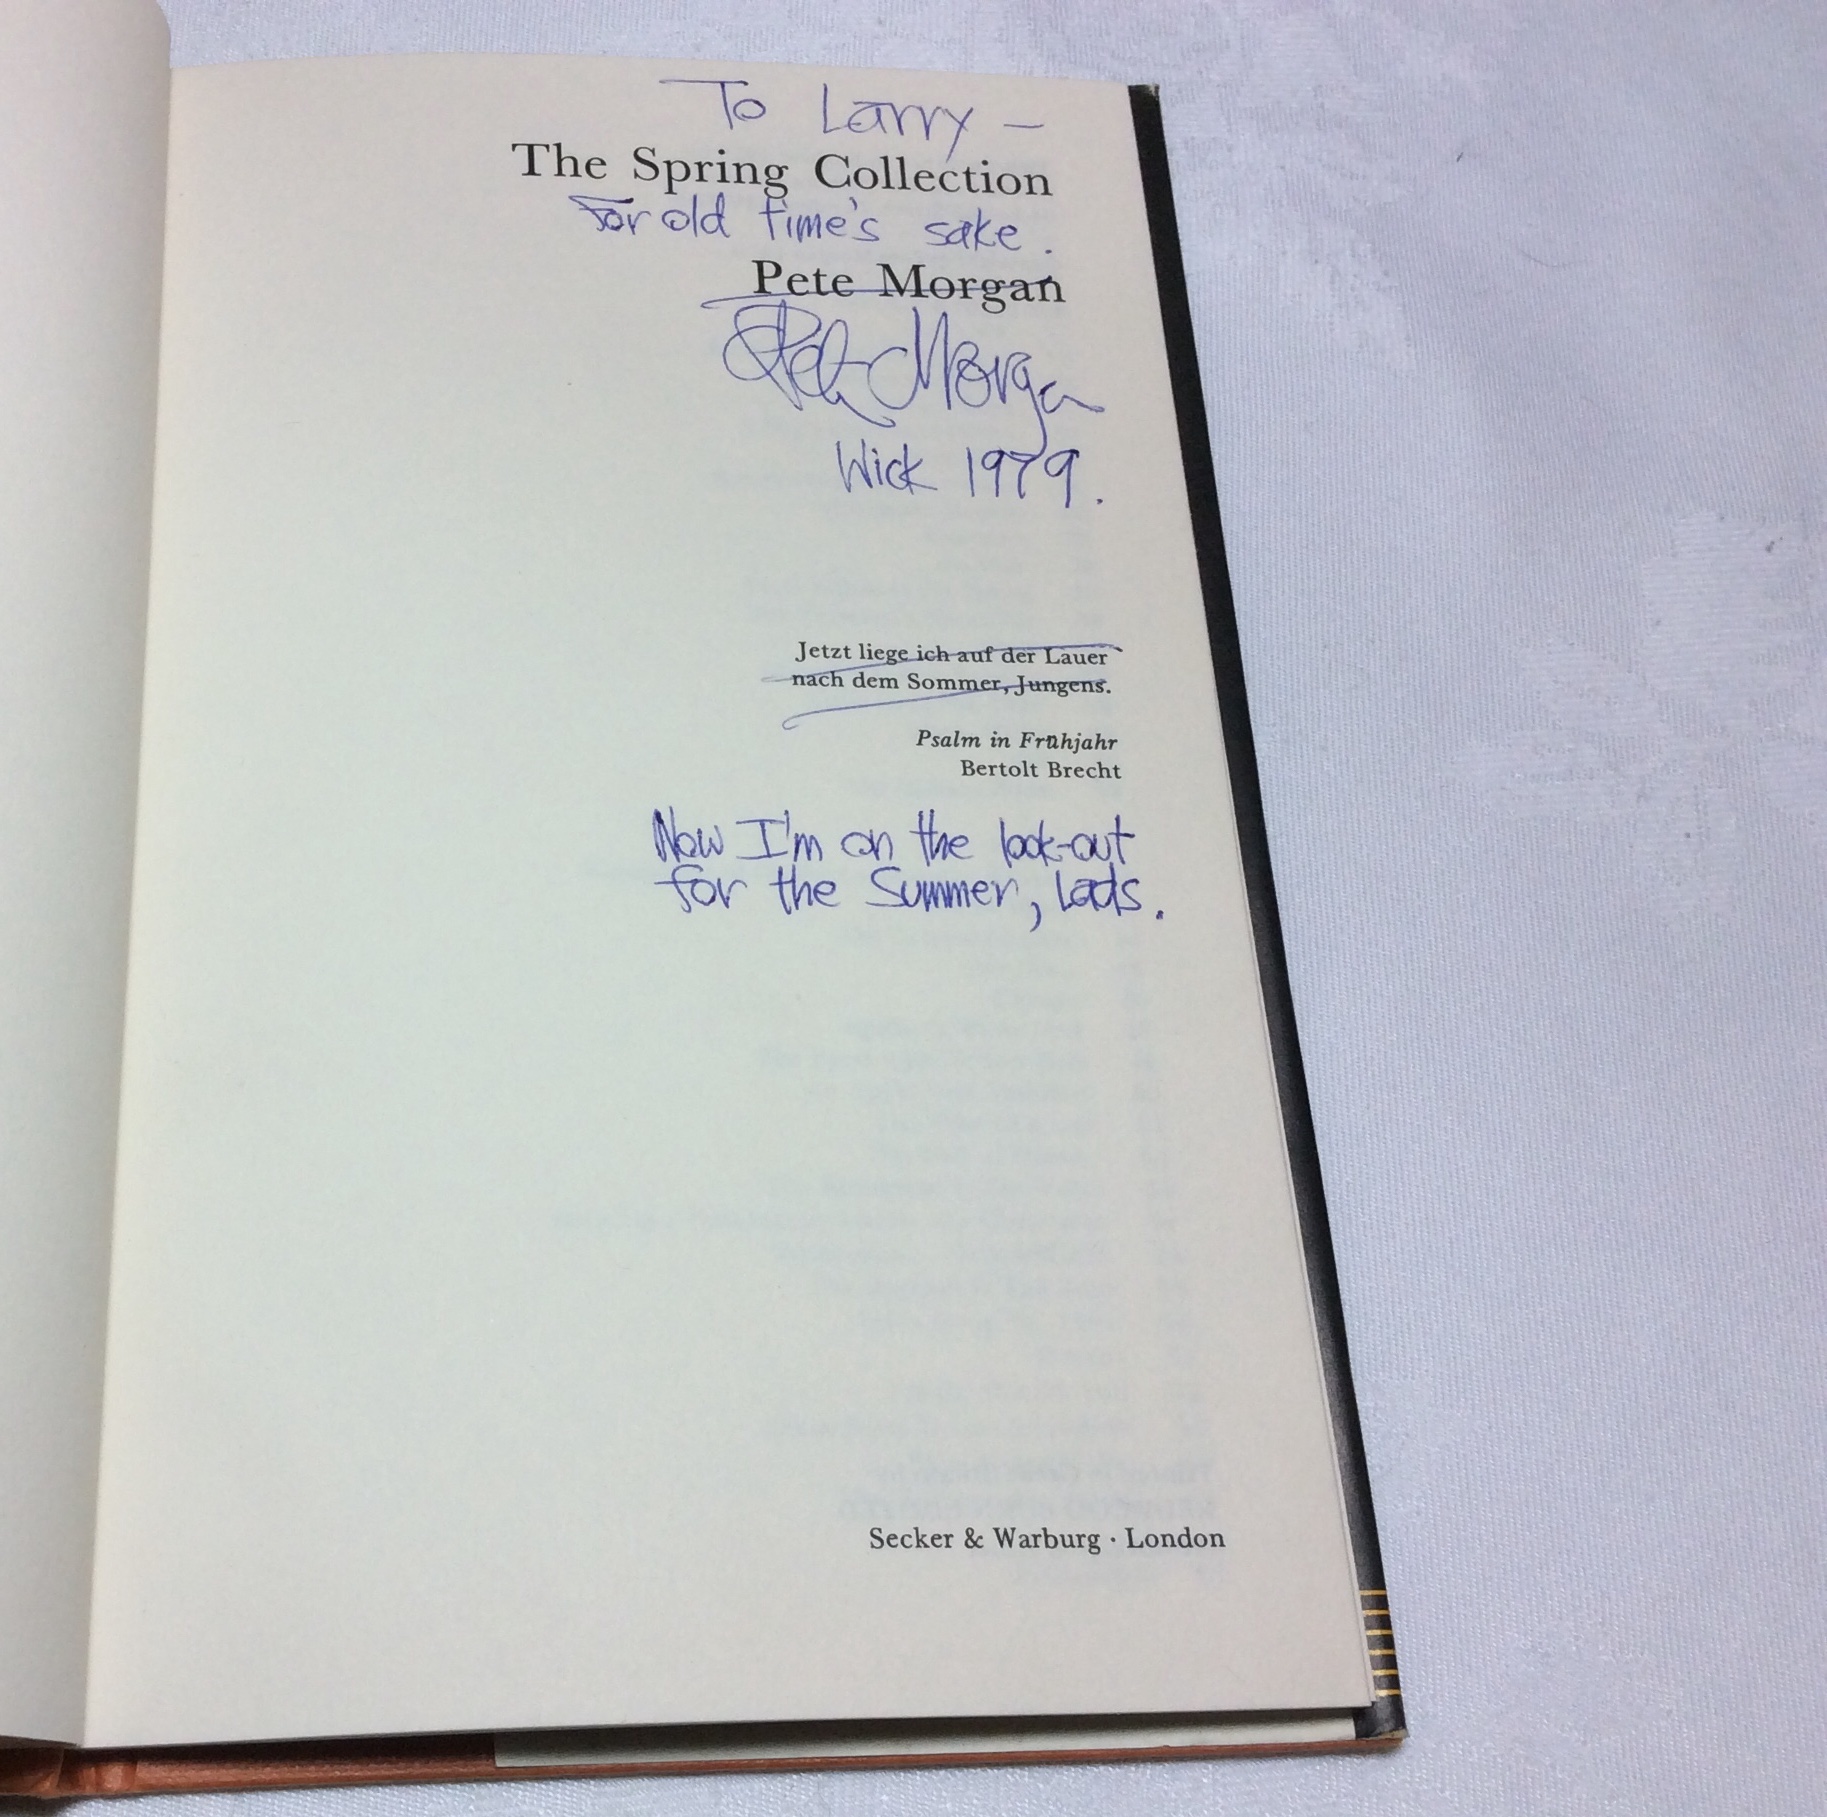 To Larry –
The Spring Collection
For old time's sake.
Pete Morgan
Pete Morgan
Wick 1979.
Jetzt liege ich auf der Lauer
nach dem Sommer, Jungens.
Psalm in Frühjahr
Bertolt Brecht
Now I'm on the look-out
for the Summer, Lads.
Secker & Warburg · London